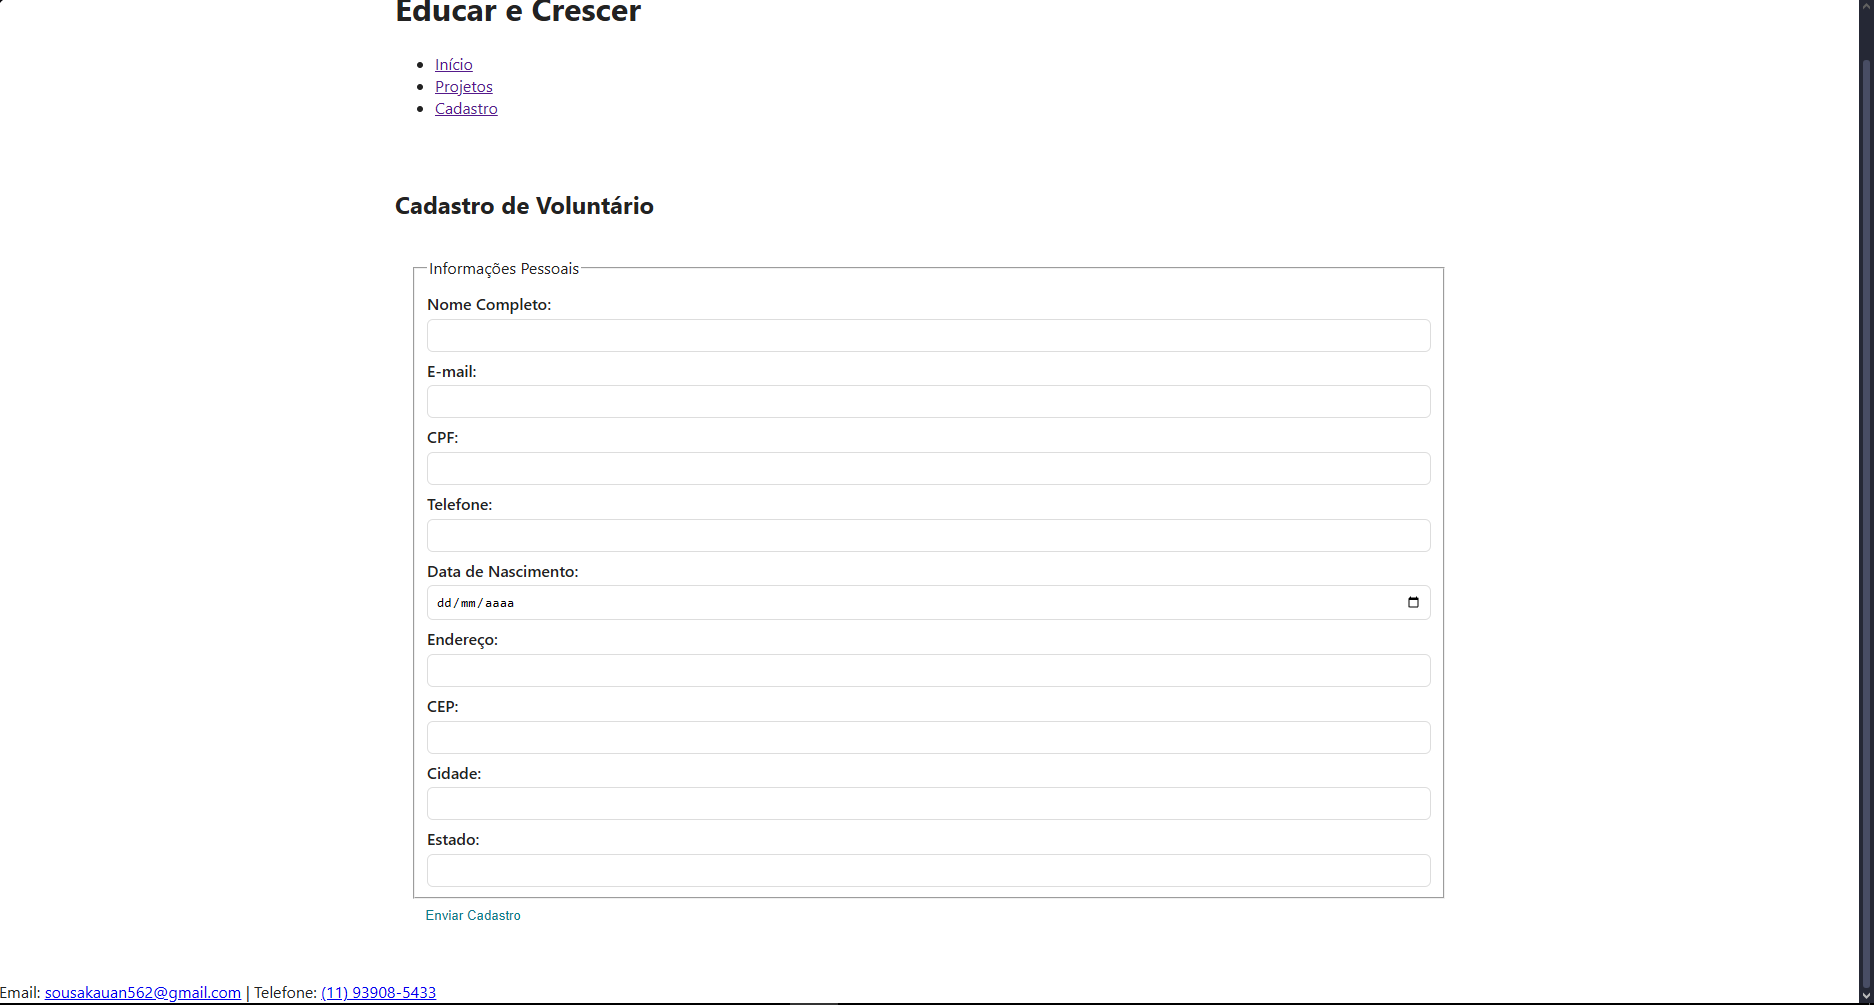 Educar e Crescer
Início
Projetos
Cadastro
Cadastro de Voluntário
Informações Pessoais
Nome Completo:
E-mail:
CPF:
Telefone:
Data de Nascimento:
dd/mm/aaaa
Endereço:
CEP:
Cidade:
Estado:
Enviar Cadastro
Email: sousakauan562@gmail.com | Telefone: (11) 93908-5433